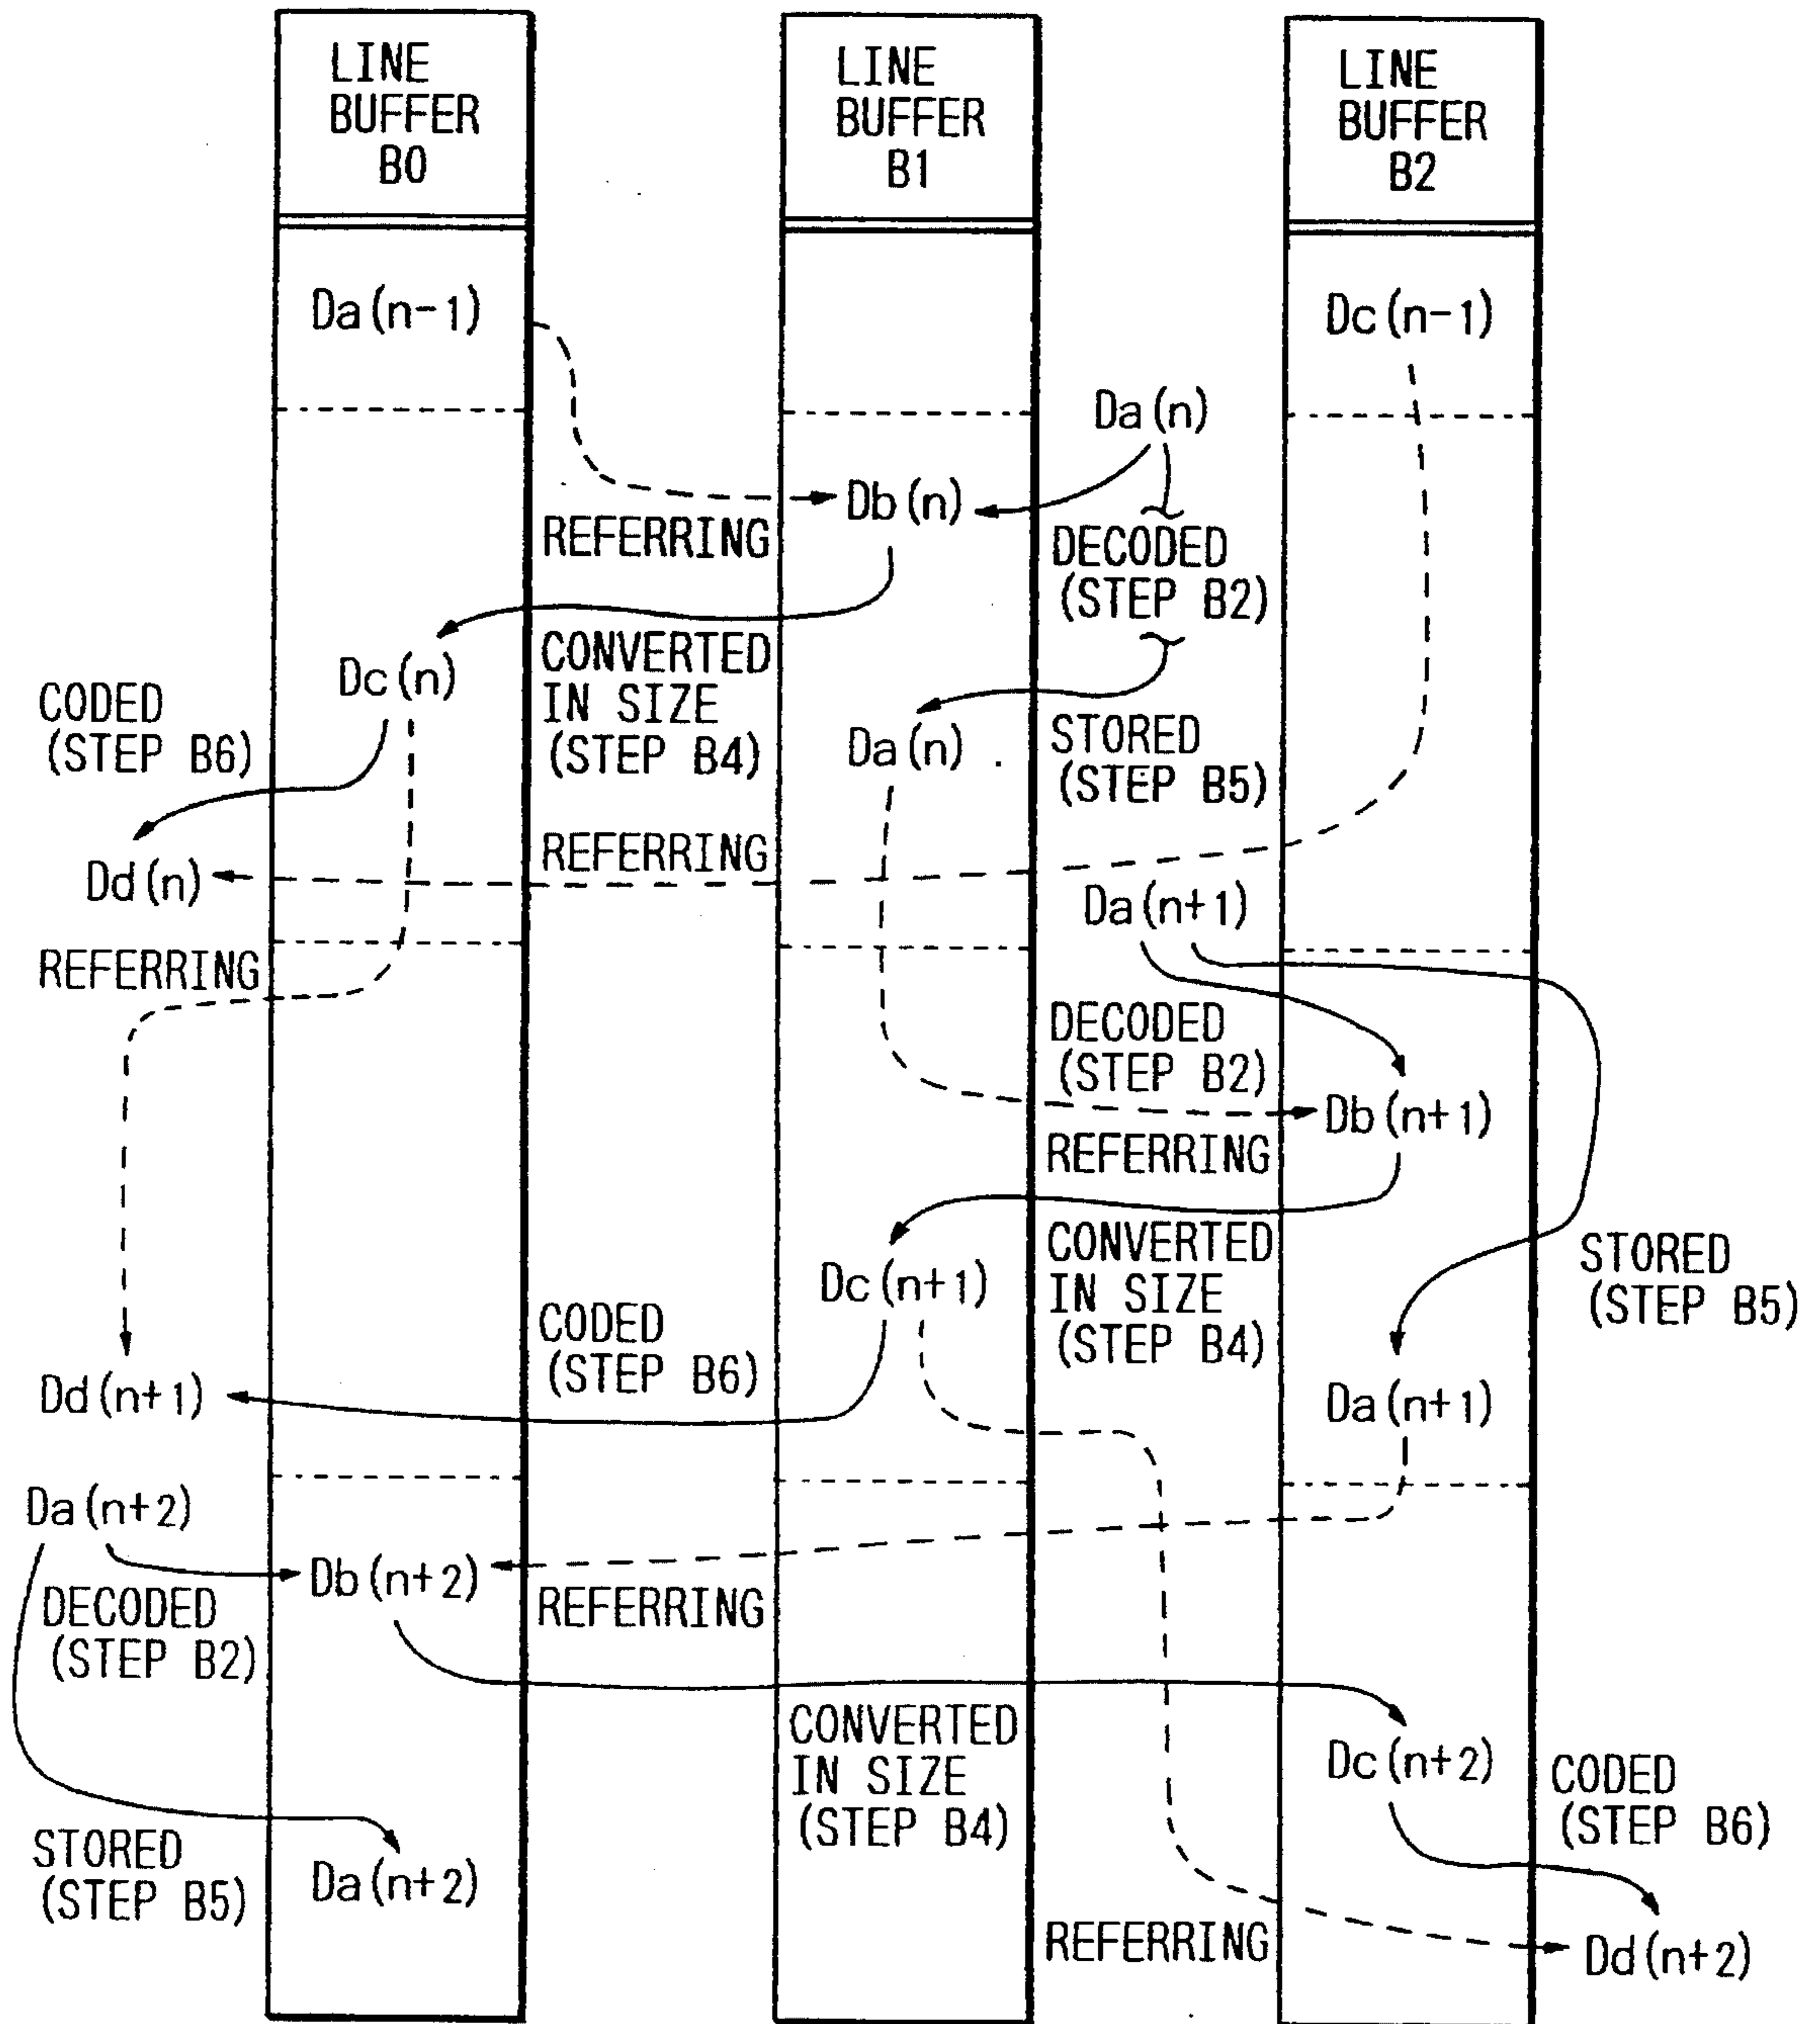 LINE
BUFFER
B0
LINE
BUFFER
B1
LINE
BUFFER
B2
Da(n-1)
Dc(n-1)
Da(n)
Db(n)
REFERRING
DECODED
(STEP B2)
Dc(n)
CONVERTED
IN SIZE
(STEP B4)
CODED
(STEP B6)
Da(n)
STORED
(STEP B5)
REFERRING
Dd(n)
Da(n+1)
REFERRING
DECODED
(STEP B2)
Db(n+1)
REFERRING
CONVERTED
IN SIZE
(STEP B4)
STORED
(STEP B5)
Dc(n+1)
CODED
(STEP B6)
Dd(n+1)
Da(n+1)
Da(n+2)
Db(n+2)
REFERRING
DECODED
(STEP B2)
CONVERTED
IN SIZE
(STEP B4)
Dc(n+2)
CODED
(STEP B6)
STORED
(STEP B5)
Da(n+2)
REFERRING
Dd(n+2)